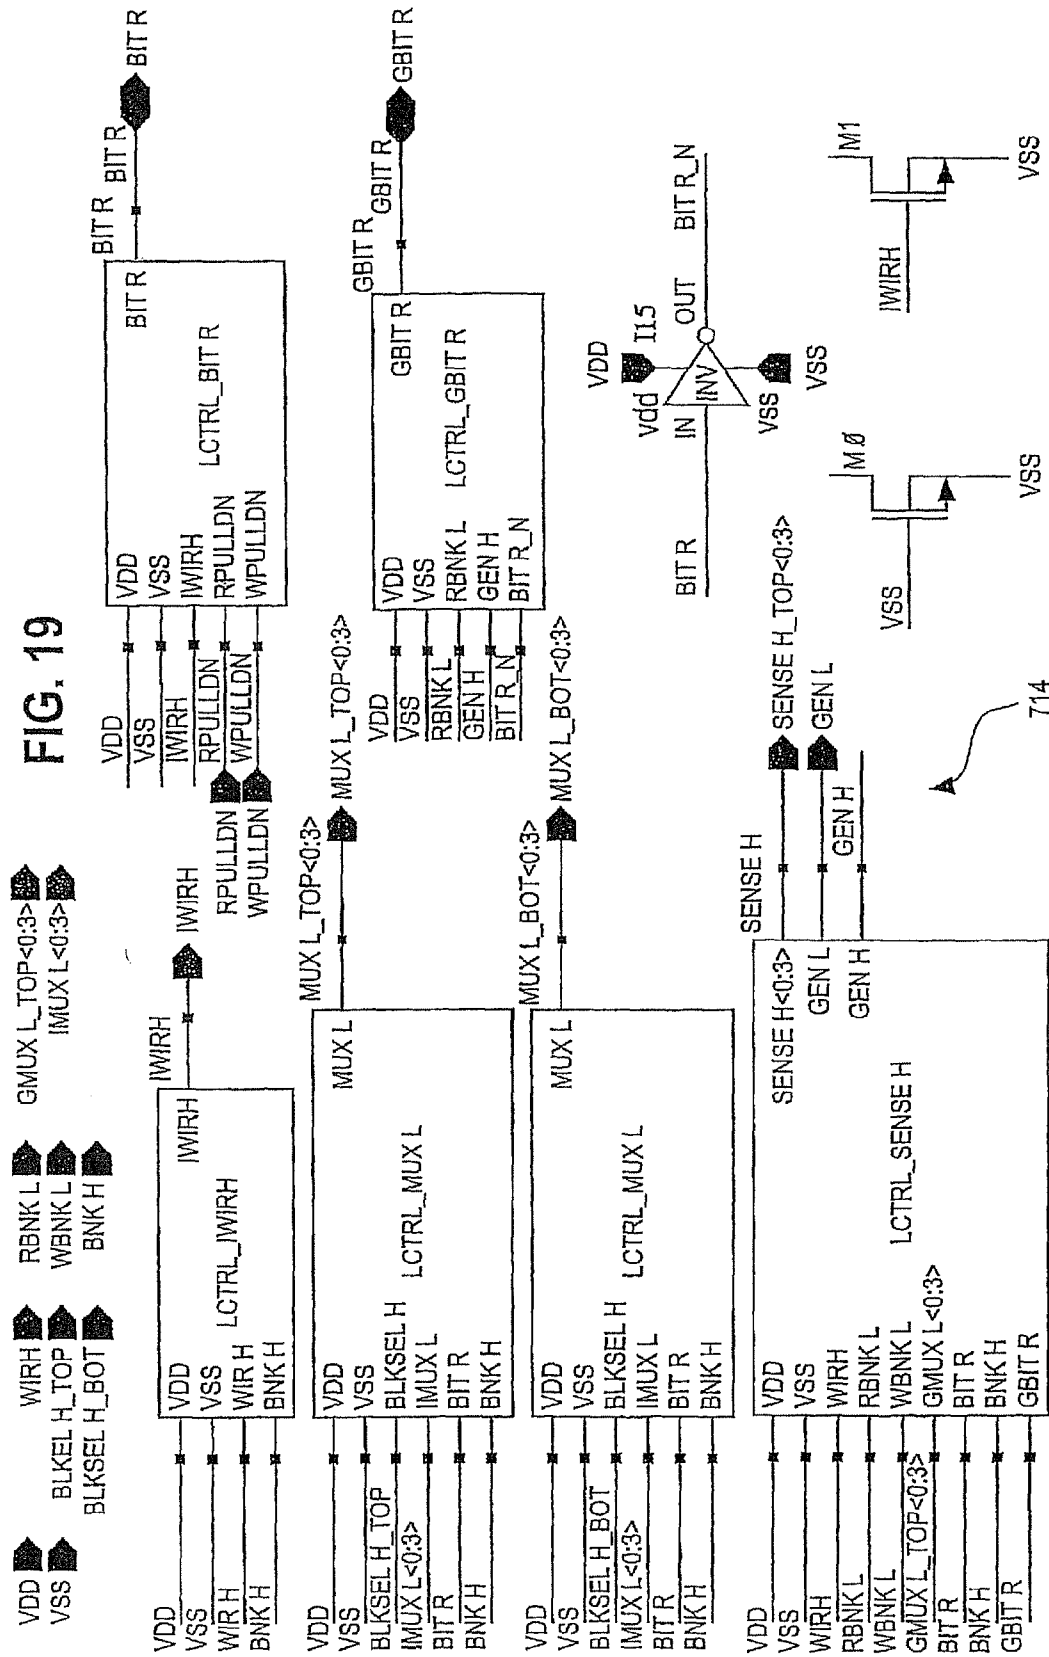 FIG. 19
VDD
VSS
WIRH
BLKEL H_TOP
BLKSEL H_BOT
RBNK L
WBNK L
BNK H
GMUX L_TOP<0:3>
IMUX L<0:3>
VDD
VSS
WIR H
BNK H
VDD
VSS
WIR H
BNK H
LCTRL_IWIRH
IWIRH
IWIRH
IWIRH
VDD
VSS
IWIRH
RPULLDN
WPULLDN
RPULLDN
WPULLDN
VDD
VSS
IWIRH
RPULLDN
WPULLDN
LCTRL_BIT R
BIT R
BIT R
BIT R
BIT R
VDD
VSS
BLKSEL H_TOP
IMUX L<0:3>
BIT R
BNK H
VDD
VSS
BLKSEL H
IMUX L
BIT R
BNK H
LCTRL_MUX L
MUX L
MUX L_TOP<0:3>
MUX L_TOP<0:3>
VDD
VSS
RBNK L
GEN H
BIT R_N
VDD
VSS
RBNK L
GEN H
BIT R_N
LCTRL_GBIT R
GBIT R
GBIT R
GBIT R
GBIT R
VDD
VSS
BLKSEL H_BOT
IMUX L<0:3>
BIT R
BNK H
VDD
VSS
BLKSEL H
IMUX L
BIT R
BNK H
LCTRL_MUX L
MUX L
MUX L_BOT<0:3>
MUX L_BOT<0:3>
BIT R
IN
VDD
Vdd
I15
INV
OUT
BIT R_N
VSS
VSS
VDD
VSS
WIRH
RBNK L
WBNK L
GMUX L_TOP<0:3>
BIT R
BNK H
GBIT R
VDD
VSS
WIRH
RBNK L
WBNK L
GMUX L<0:3>
BIT R
BNK H
GBIT R
LCTRL_SENSE H
SENSE H<0:3>
GEN L
GEN H
SENSE H
SENSE H_TOP<0:3>
GEN L
GEN H
VSS
MØ
VSS
IWIRH
M1
VSS
714